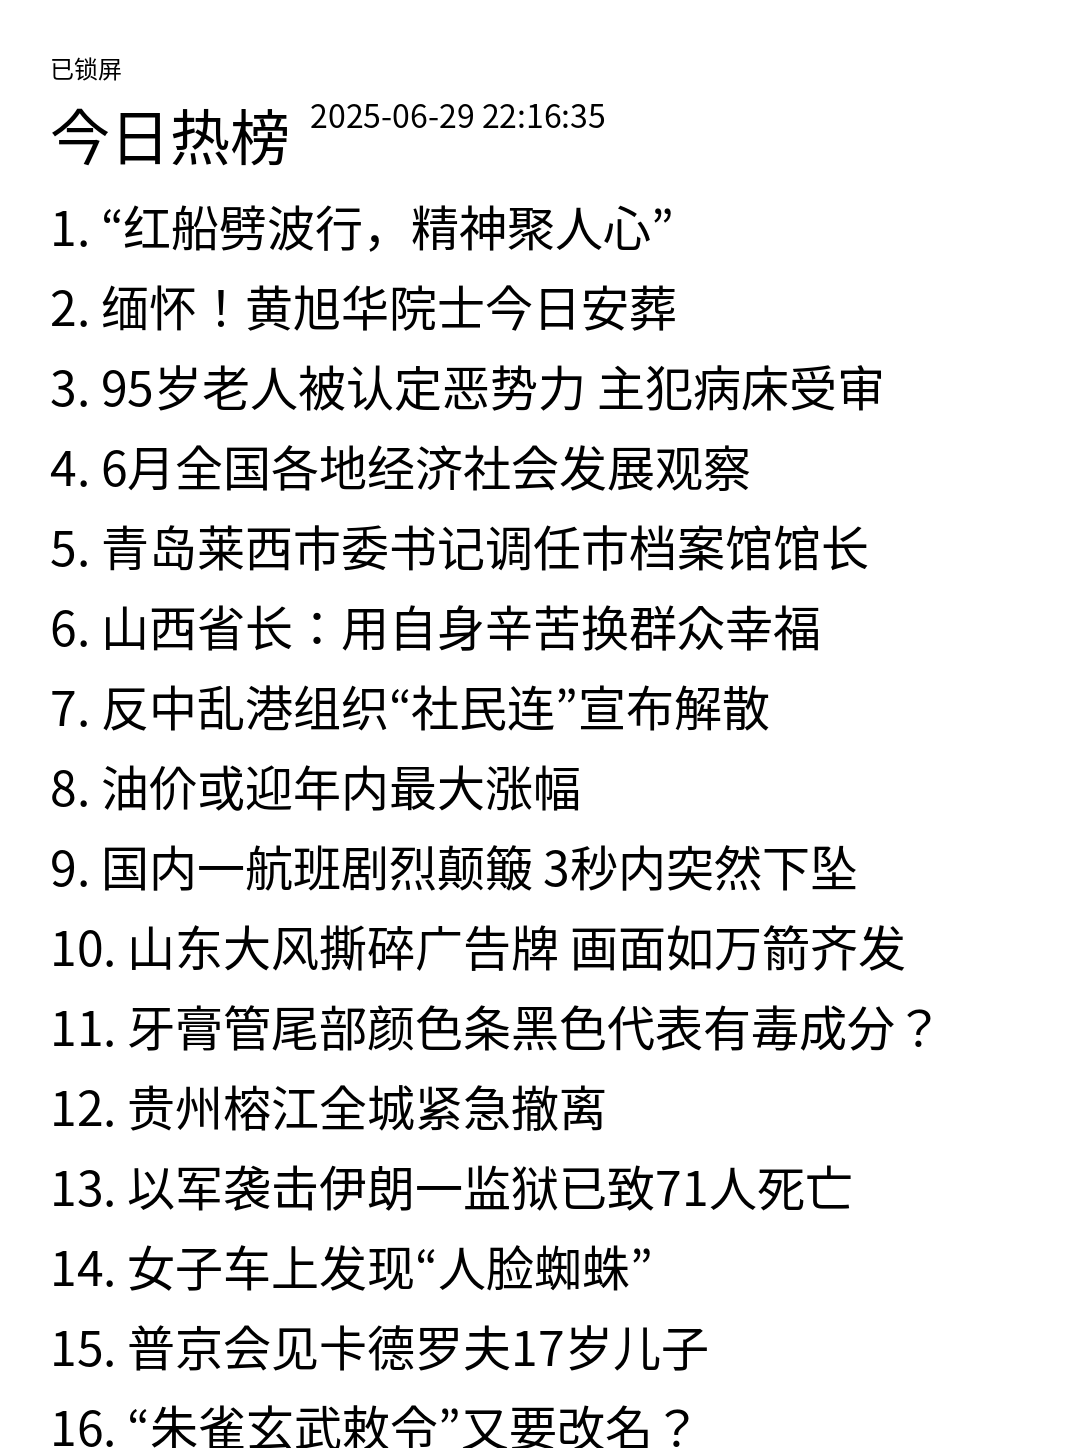 已锁屏
今日热榜 2025-06-29 22:16:35
1. “红船劈波行，精神聚人心”
2. 缅怀！黄旭华院士今日安葬
3. 95岁老人被认定恶势力 主犯病床受审
4. 6月全国各地经济社会发展观察
5. 青岛莱西市委书记调任市档案馆馆长
6. 山西省长：用自身辛苦换群众幸福
7. 反中乱港组织“社民连”宣布解散
8. 油价或迎年内最大涨幅
9. 国内一航班剧烈颠簸 3秒内突然下坠
10. 山东大风撕碎广告牌 画面如万箭齐发
11. 牙膏管尾部颜色条黑色代表有毒成分？
12. 贵州榕江全城紧急撤离
13. 以军袭击伊朗一监狱已致71人死亡
14. 女子车上发现“人脸蜘蛛”
15. 普京会见卡德罗夫17岁儿子
16. “朱雀玄武敕令”又要改名？